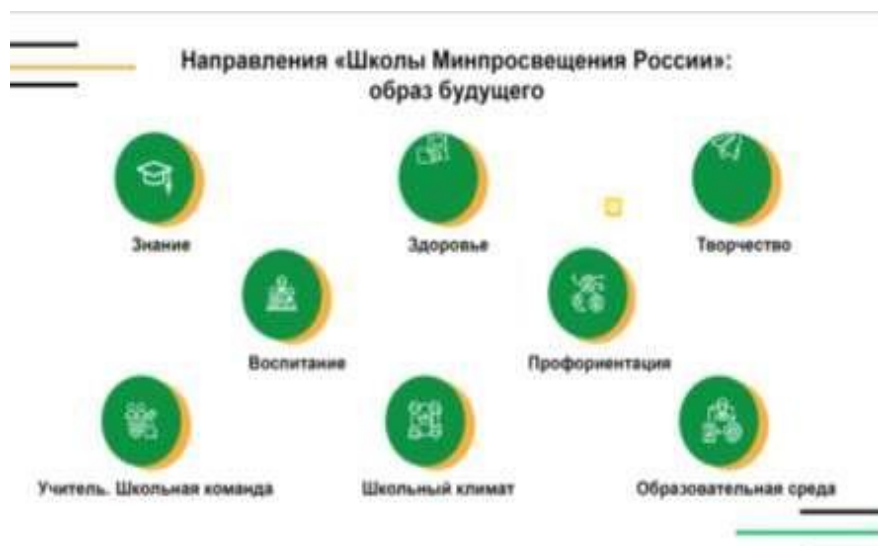 Направления «Школы Минпросвещения России»:
образ будущего
Знание
Здоровье
Творчество
Воспитание
Профориентация
Учитель. Школьная команда
Школьный климат
Образовательная среда